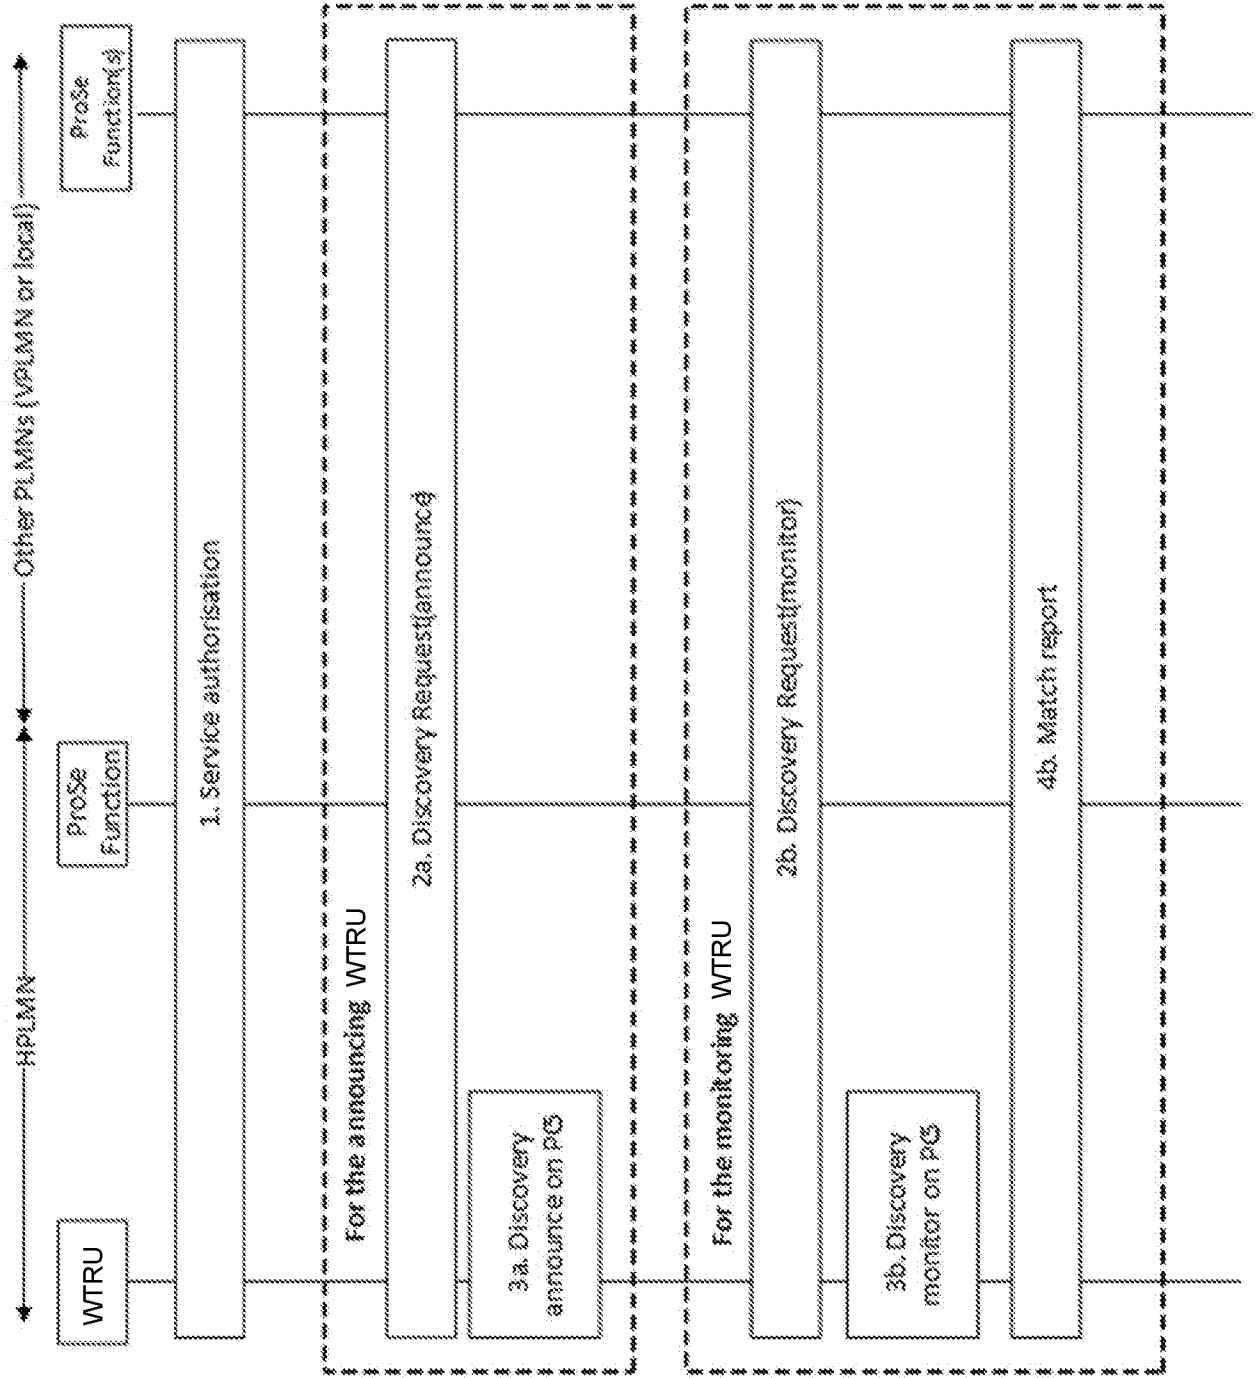 HPLMN
Other PLMNs (VPLMN or local)
WTRU
ProSe
Function
ProSe
Function(s)
1. Service authorisation
For the announcing WTRU
2a. Discovery Request(announce)
3a. Discovery
announce on PC5
For the monitoring WTRU
2b. Discovery Request(monitor)
3b. Discovery
monitor on PC5
4b. Match report